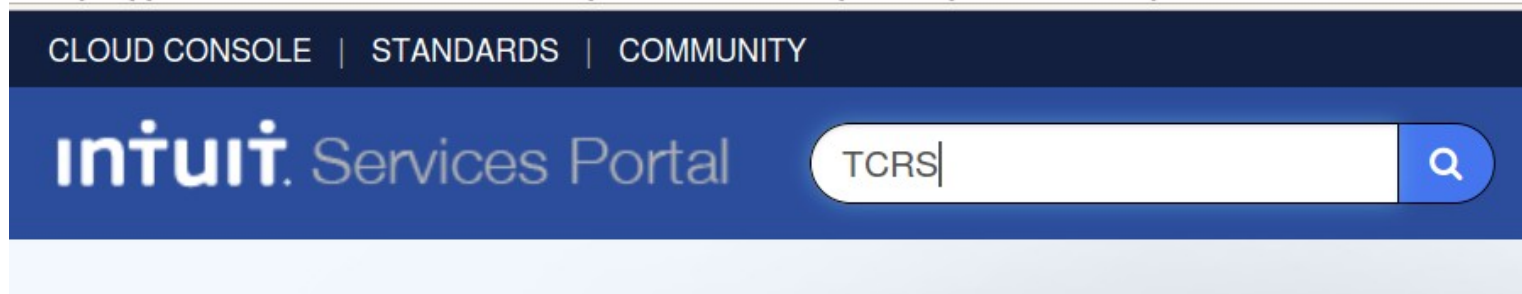 CLOUD CONSOLE | STANDARDS | COMMUNITY
intuit. Services Portal TCRS